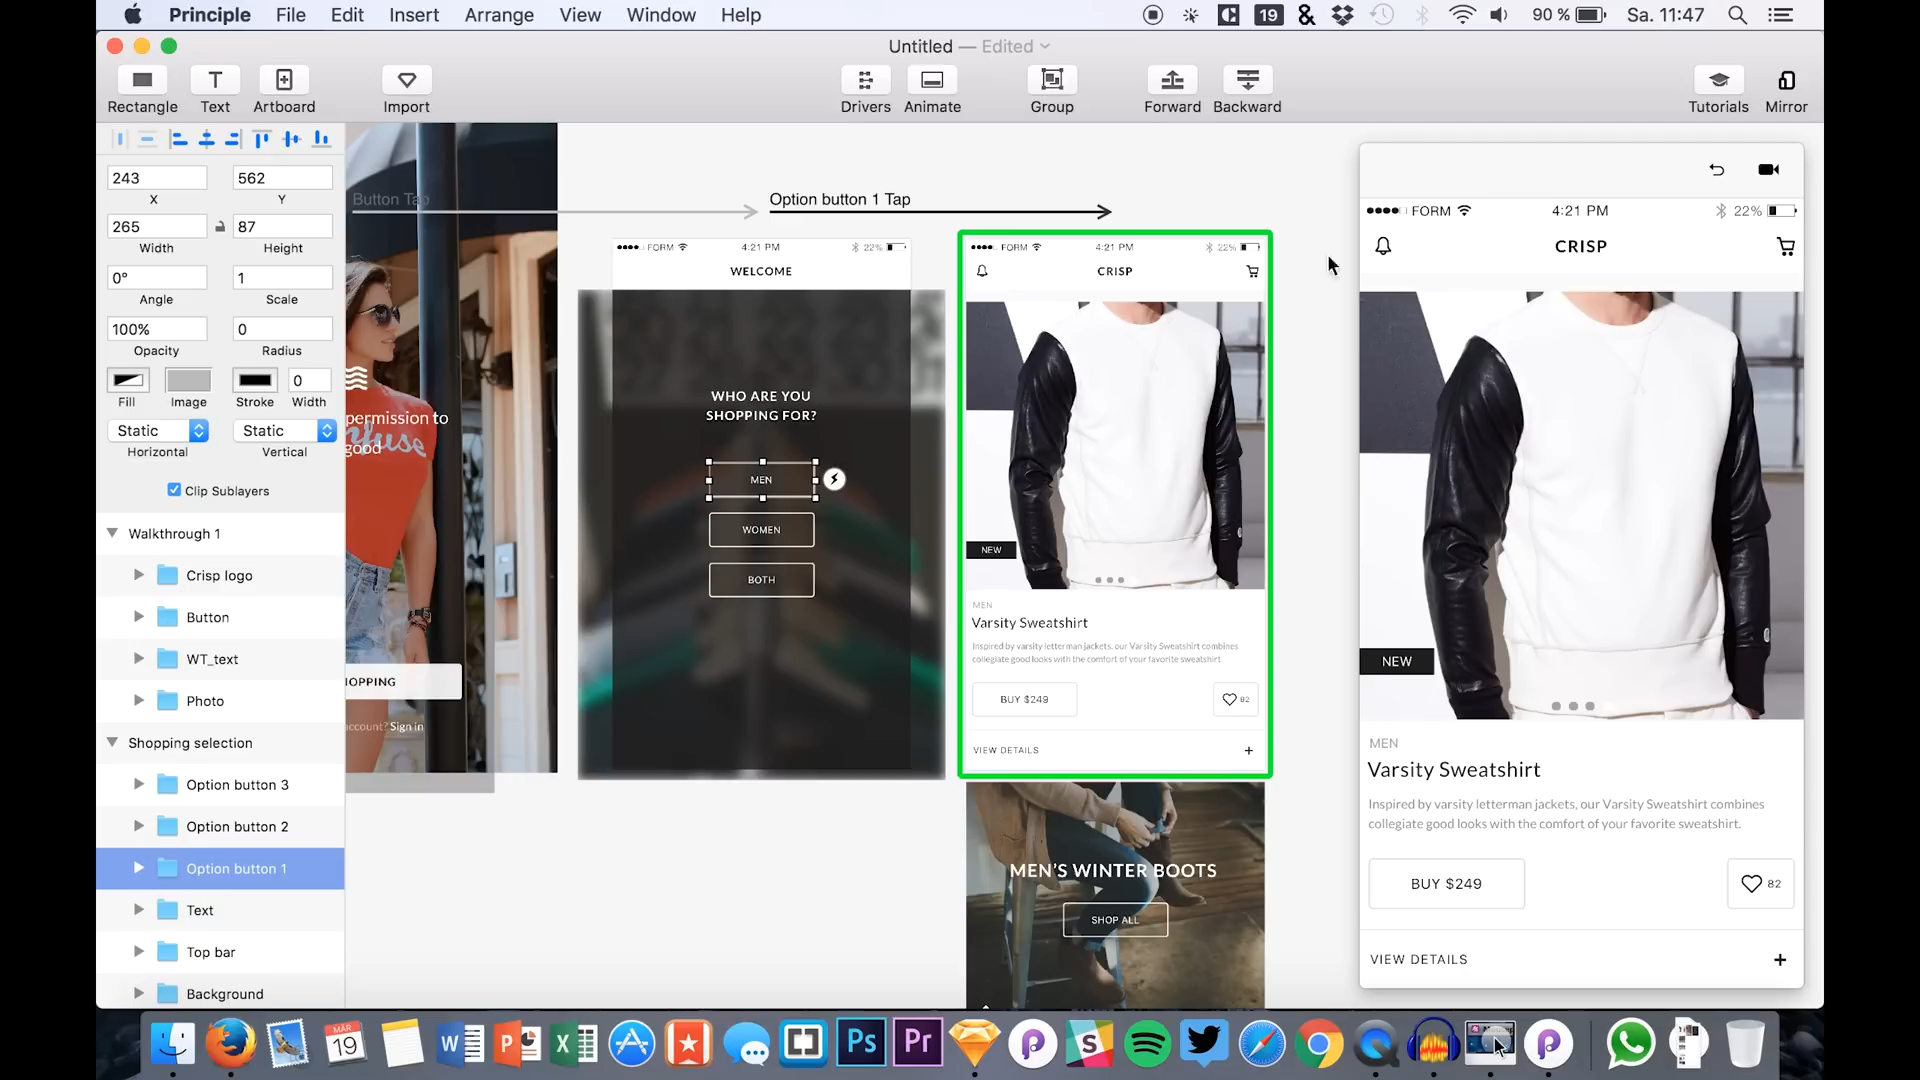 Principle File Edit Insert Arrange View Window Help
19 & 90 % Sa. 11:47
Untitled — Edited
Rectangle Text Artboard Import Drivers Animate Group Forward Backward Tutorials Mirror
243 562
X Y
265 87
Width Height
0° 1
Angle Scale
100% 0
Opacity Radius
0
Fill Image Stroke Width
Static Static
Horizontal Vertical
Clip Sublayers
Walkthrough 1
Crisp logo
Button
WT_text
Photo
Shopping selection
Option button 3
Option button 2
Option button 1
Text
Top bar
Background
Button Tap
permission to
good
HOPPING
account? Sign in
Option button 1 Tap
FORM 4:21 PM 22%
WELCOME
WHO ARE YOU
SHOPPING FOR?
MEN
WOMEN
BOTH
FORM 4:21 PM 22%
CRISP
NEW
MEN
Varsity Sweatshirt
Inspired by varsity letterman jackets, our Varsity Sweatshirt combines
collegiate good looks with the comfort of your favorite sweatshirt.
BUY $249 82
VIEW DETAILS +
MEN'S WINTER BOOTS
SHOP ALL
FORM 4:21 PM 22%
CRISP
NEW
MEN
Varsity Sweatshirt
Inspired by varsity letterman jackets, our Varsity Sweatshirt combines
collegiate good looks with the comfort of your favorite sweatshirt.
BUY $249 82
VIEW DETAILS +
MÄR
19
W P X Ps Pr S